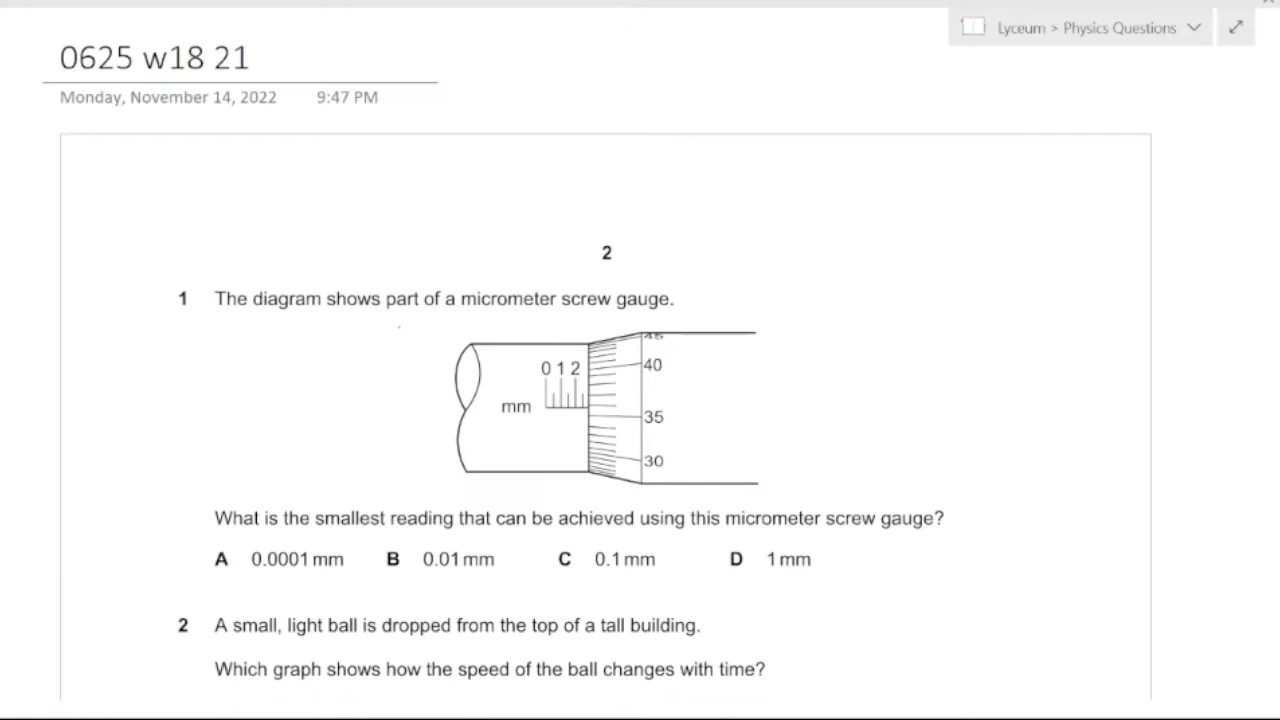 Lyceum > Physics Questions
0625 w18 21
Monday, November 14, 2022 9:47 PM
2
1 The diagram shows part of a micrometer screw gauge.
45
0 1 2
40
mm
35
30
What is the smallest reading that can be achieved using this micrometer screw gauge?
A 0.0001 mm B 0.01 mm C 0.1 mm D 1 mm
2 A small, light ball is dropped from the top of a tall building.
Which graph shows how the speed of the ball changes with time?